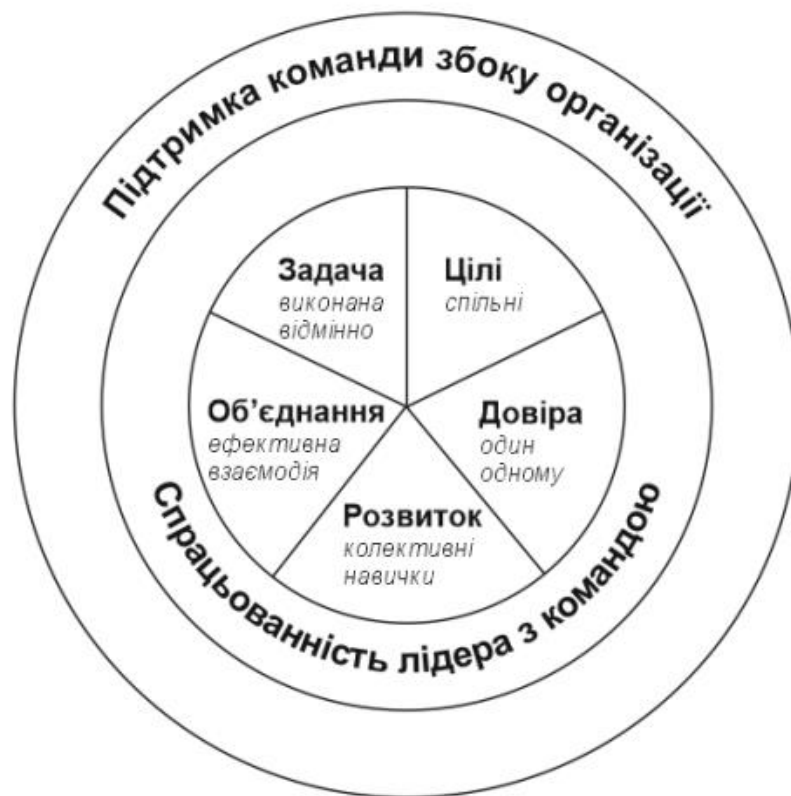 Підтримка команди збоку організації
Задача
виконана
відмінно
Цілі
спільні
Об’єднання
ефективна
взаємодія
Довіра
один
одному
Розвиток
колективні
навички
Спрацьованність лідера з командою